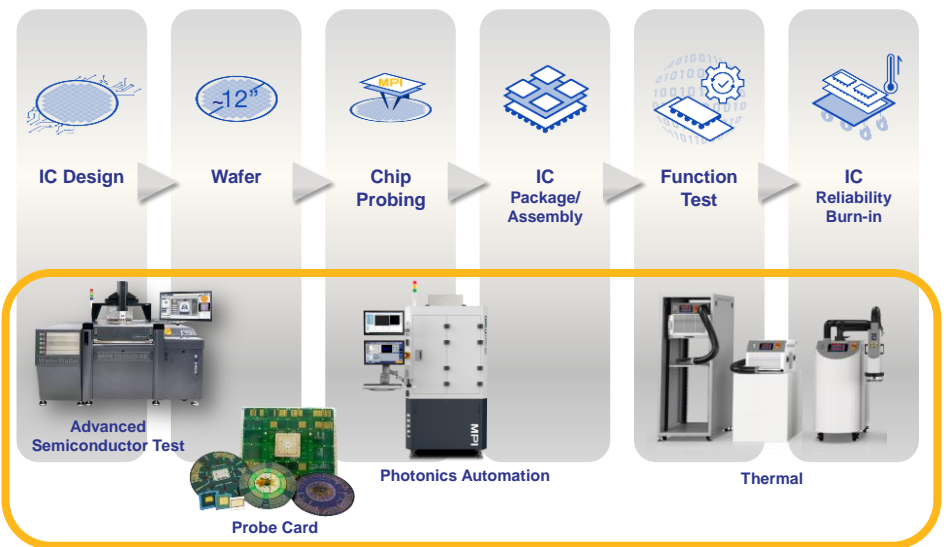 ~12”
MPI
IC Design
Wafer
Chip
Probing
IC
Package/
Assembly
Function
Test
IC
Reliability
Burn-in
MPI
Advanced
Semiconductor Test
Probe Card
Photonics Automation
Thermal